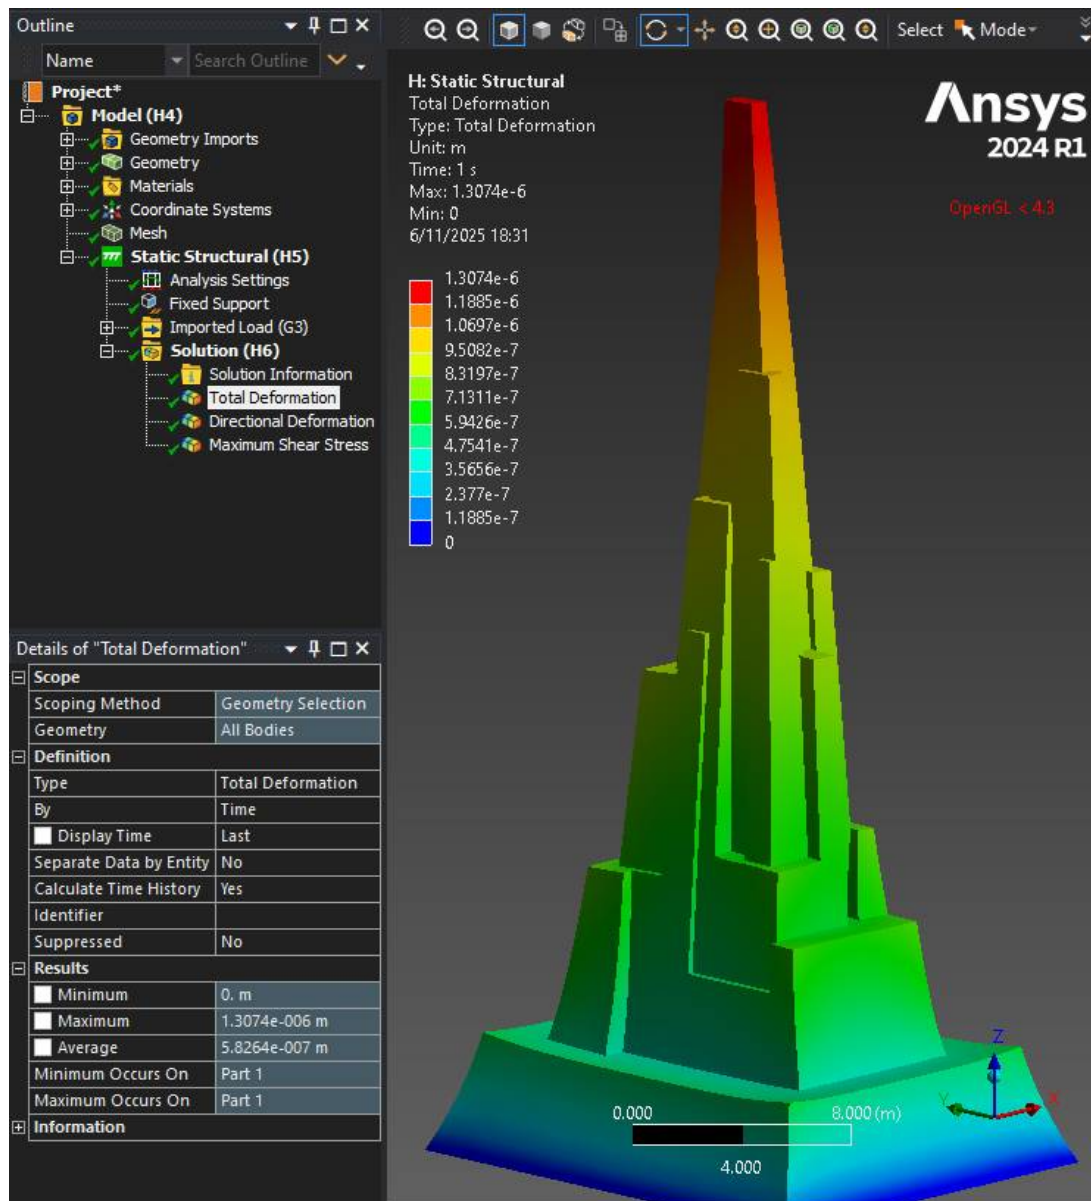 Outline
Name
Search Outline
Project*
Model (H4)
Geometry Imports
Geometry
Materials
Coordinate Systems
Mesh
Static Structural (H5)
Analysis Settings
Fixed Support
Imported Load (G3)
Solution (H6)
Solution Information
Total Deformation
Directional Deformation
Maximum Shear Stress
Details of "Total Deformation"
Scope
Scoping Method Geometry Selection
Geometry All Bodies
Definition
Type Total Deformation
By Time
Display Time Last
Separate Data by Entity No
Calculate Time History Yes
Identifier
Suppressed No
Results
Minimum 0. m
Maximum 1.3074e-006 m
Average 5.8264e-007 m
Minimum Occurs On Part 1
Maximum Occurs On Part 1
Information
Select Mode
H: Static Structural
Total Deformation
Type: Total Deformation
Unit: m
Time: 1 s
Max: 1.3074e-6
Min: 0
6/11/2025 18:31
1.3074e-6
1.1885e-6
1.0697e-6
9.5082e-7
8.3197e-7
7.1311e-7
5.9426e-7
4.7541e-7
3.5656e-7
2.377e-7
1.1885e-7
0
Ansys
2024 R1
OpenGL < 4.3
Z
Y
X
0.000 8.000 (m)
4.000